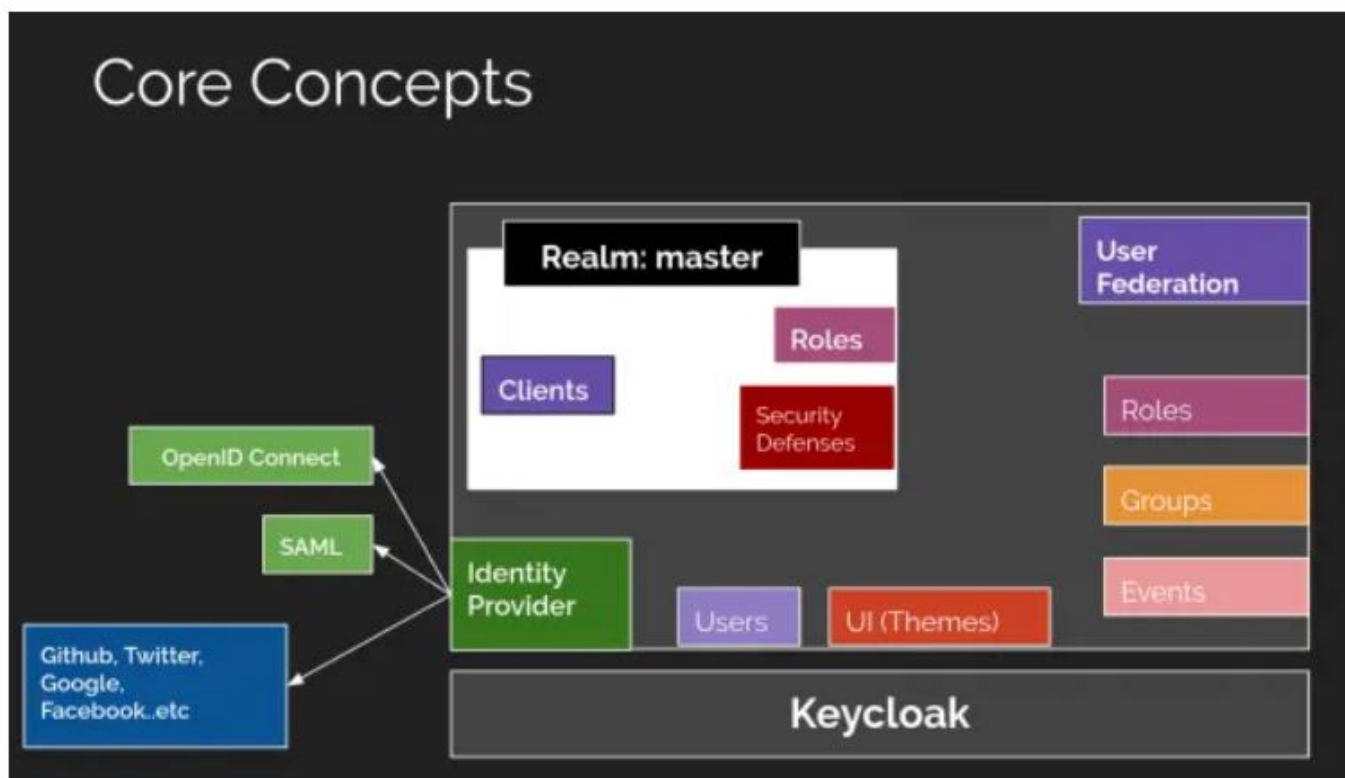 Core Concepts
Realm: master
User
Federation
Roles
Clients
Security
Defenses
Roles
OpenID Connect
Groups
SAML
Identity
Provider
Events
Users
UI (Themes)
Github, Twitter,
Google,
Facebook..etc
Keycloak